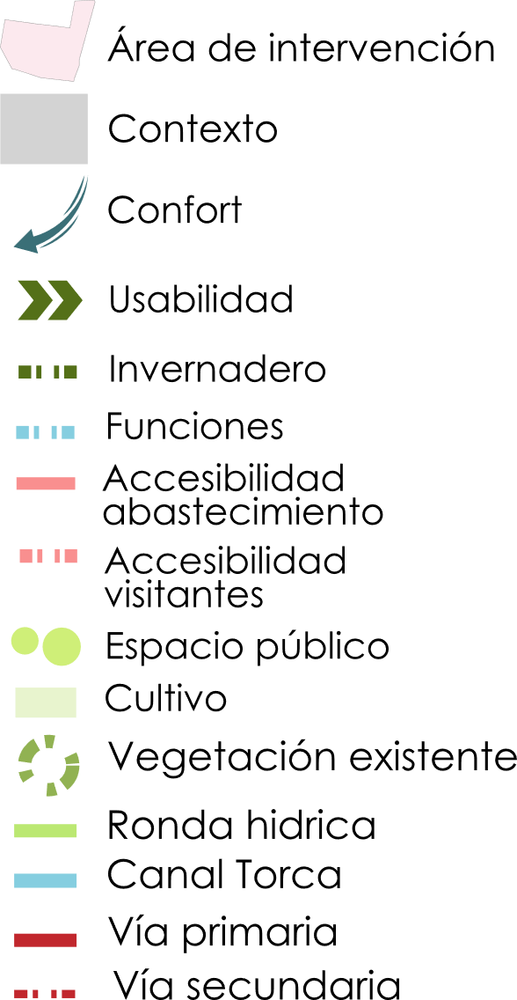 Área de intervención
Contexto
Confort
Usabilidad
Invernadero
Funciones
Accesibilidad
abastecimiento
Accesibilidad
visitantes
Espacio público
Cultivo
Vegetación existente
Ronda hidrica
Canal Torca
Vía primaria
Vía secundaria